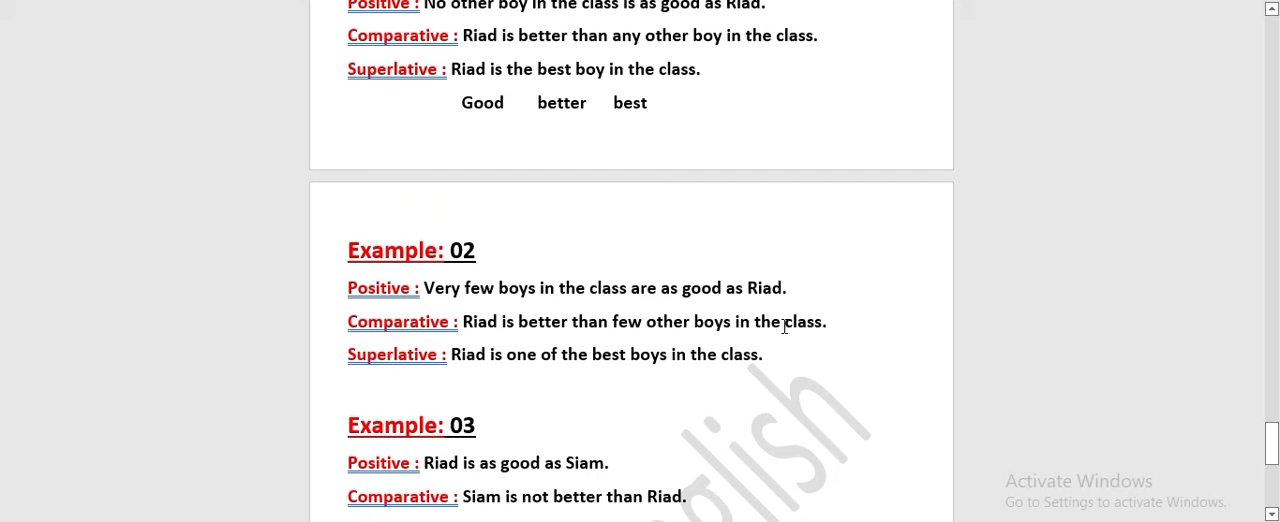 Positive : No other boy in the class is as good as Riad.
Comparative : Riad is better than any other boy in the class.
Superlative : Riad is the best boy in the class.
Good better best
Example: 02
Positive : Very few boys in the class are as good as Riad.
Comparative : Riad is better than few other boys in the class.
Superlative : Riad is one of the best boys in the class.
Example: 03
Positive : Riad is as good as Siam.
Comparative : Siam is not better than Riad.
Activate Windows
Go to Settings to activate Windows.